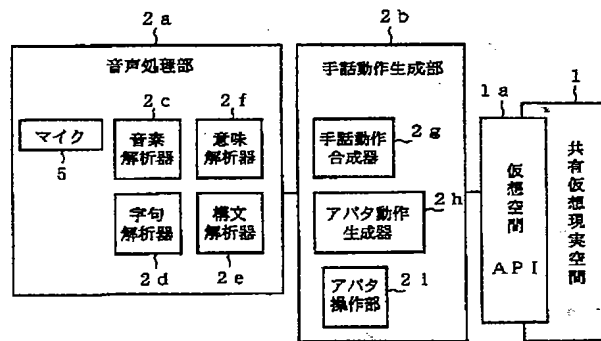 2a
音声処理部
マイク
5
2c
音素
解析器
2f
意味
解析器
字句
解析器
2d
構文
解析器
2e
2b
手話動作生成部
手話動作
合成器
2g
アバタ動作
生成器
2h
アバタ
操作部
2i
1a
仮想空間
API
1
共有仮想現実空間